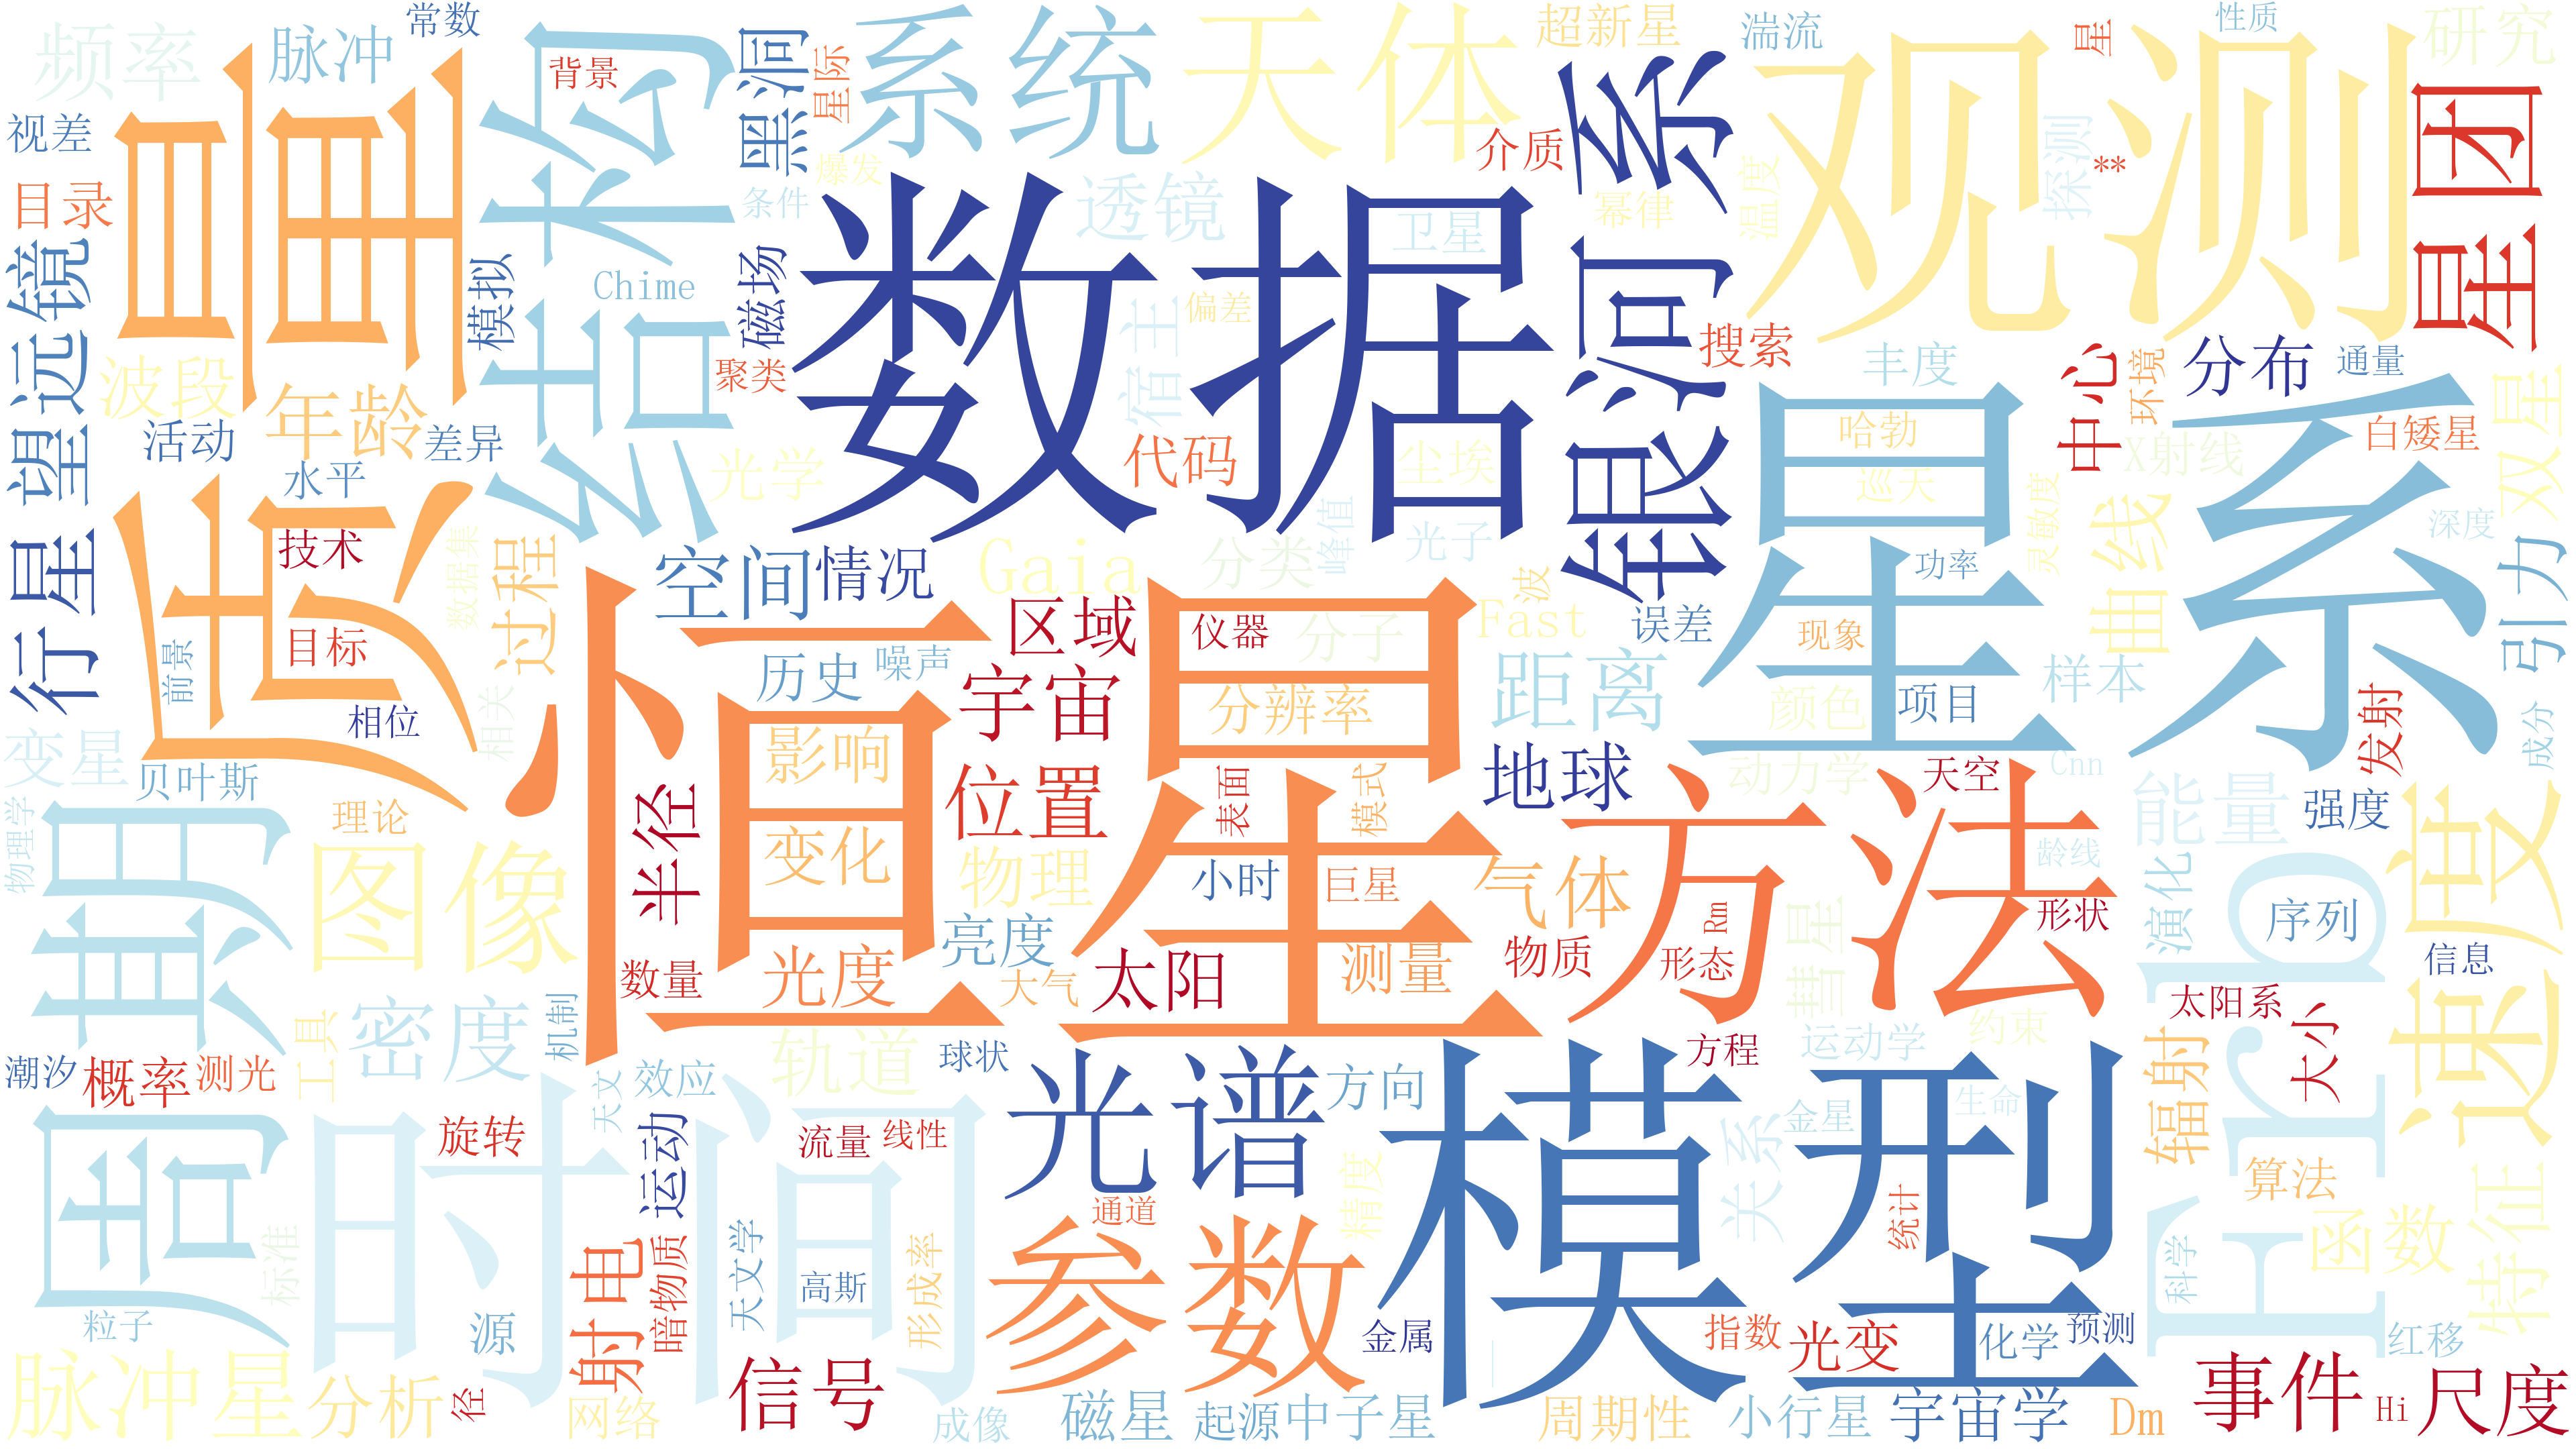 频率
脉冲
常数
背景
视差
目录
望远镜
行星
质量
结构
黑洞
星际
系统
天体
超新星
湍流
星
性质
研究
星团
观测
**
探测
爆发
条件
透镜
介质
银河系
幂律
温度
卫星
数据
模拟
Chime
磁场
聚类
宿主
偏差
搜索
丰度
中心
环境
分布
通量
波段
年龄
活动
差异
水平
光学
代码
尘埃
哈勃
巡天
灵敏度
X射线
白矮星
双星
曲线
深度
技术
数据集
过程
空间
情况
Gaia
分类
峰值
光子
波
星系
功率
引力
目标
前景
相位
相关
历史
噪声
区域
仪器
分子
Fast
误差
现象
变星
贝叶斯
恒星
影响
宇宙
分辨率
距离
颜色
项目
样本
发射
成分
物理学
周期
理论
图像
半径
变化
位置
表面
模式
地球
动力学
天空
Cnn
能量
强度
速度
物理
小时
巨星
气体
方法
龄线
数量
光度
亮度
大气
太阳
测量
物质
形态
Rm
彗星
形状
演化
序列
信息
Frb
机制
工具
密度
潮汐
概率
测光
效应
天文
轨道
球状
光谱
方向
方程
运动学
约束
太阳系
大小
辐射
旋转
运动
流量
线性
时间
通道
精度
模型
关系
金星
生命
统计
算法
函数
特征
标准
粒子
源
射电
暗物质
天文学
高斯
形成率
参数
金属
指数
光变
化学
预测
科学
红移
脉冲星
分析
径
网络
信号
成像
磁星
起源
中子星
周期性
小行星
宇宙学
Dm
事件
Hi
尺度